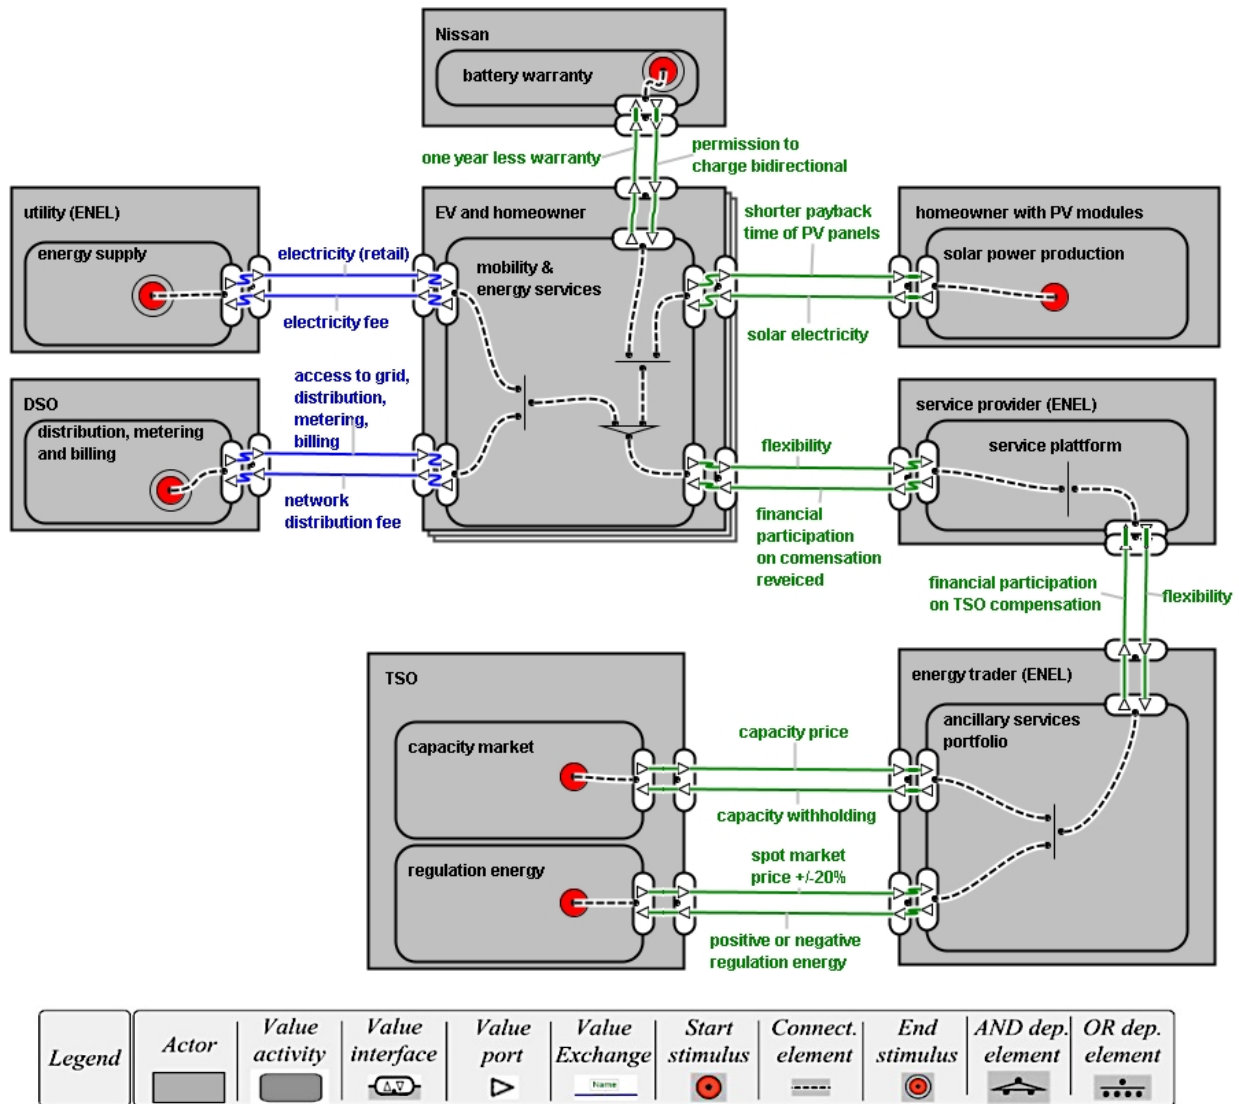 Nissan
battery warranty
one year less warranty
permission to
charge bidirectional
utility (ENEL)
energy supply
electricity (retail)
electricity fee
EV and homeowner
mobility &
energy services
shorter payback
time of PV panels
solar electricity
homeowner with PV modules
solar power production
DSO
distribution, metering
and billing
access to grid,
distribution,
metering,
billing
network
distribution fee
flexibility
financial
participation
on comensation
reveiced
service provider (ENEL)
service plattform
financial participation
on TSO compensation
flexibility
TSO
capacity market
regulation energy
capacity price
capacity withholding
spot market
price +/-20%
positive or negative
regulation energy
energy trader (ENEL)
ancillary services
portfolio
Legend
Actor
Value
activity
Value
interface
Value
port
Value
Exchange
Name
Start
stimulus
Connect.
element
End
stimulus
AND dep.
element
OR dep.
element